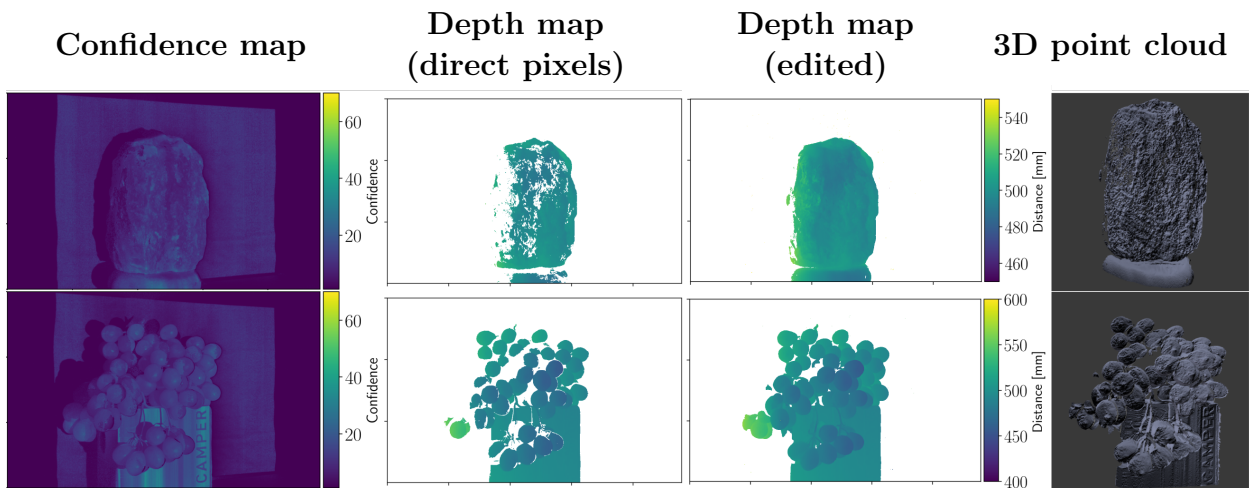 Confidence map
Depth map
(direct pixels)
Depth map
(edited)
3D point cloud
60
40
20
Confidence
540
520
500
480
460
Distance [mm]
60
40
20
Confidence
CAMPER
600
550
500
450
400
Distance [mm]
CAMPER